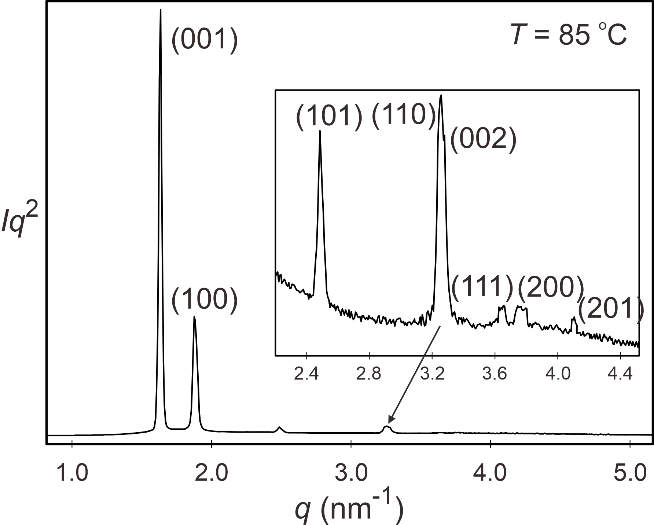 (001)
T = 85 °C
(101)
(110)
(002)
Iq²
(100)
(111)
(200)
(201)
2.4 2.8 3.2 3.6 4.0 4.4
1.0 2.0 3.0 4.0 5.0
q (nm⁻¹)